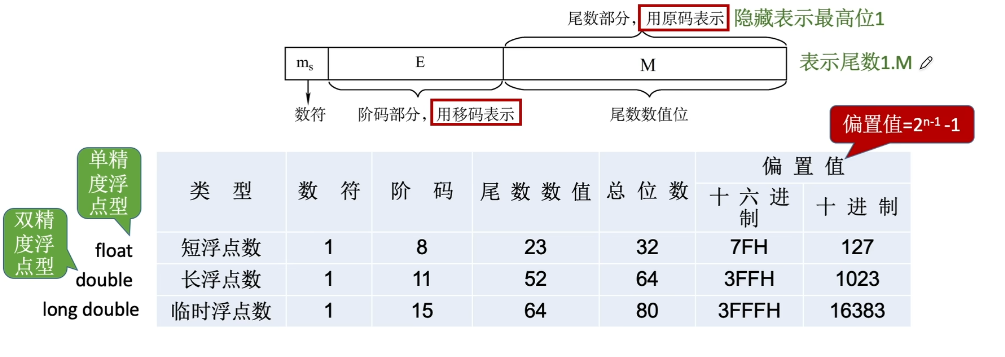 尾数部分，用原码表示 隐藏表示最高位1
mₛ E M 表示尾数1.M
数符 阶码部分，用移码表示 尾数数值位
偏置值=2ⁿ⁻¹ -1
单精度浮点型
双精度浮点型
类 型 数 符 阶 码 尾 数 数 值 总 位 数 偏 置 值
十 六 进 制 十 进 制
float 短浮点数 1 8 23 32 7FH 127
double 长浮点数 1 11 52 64 3FFH 1023
long double 临时浮点数 1 15 64 80 3FFFH 16383